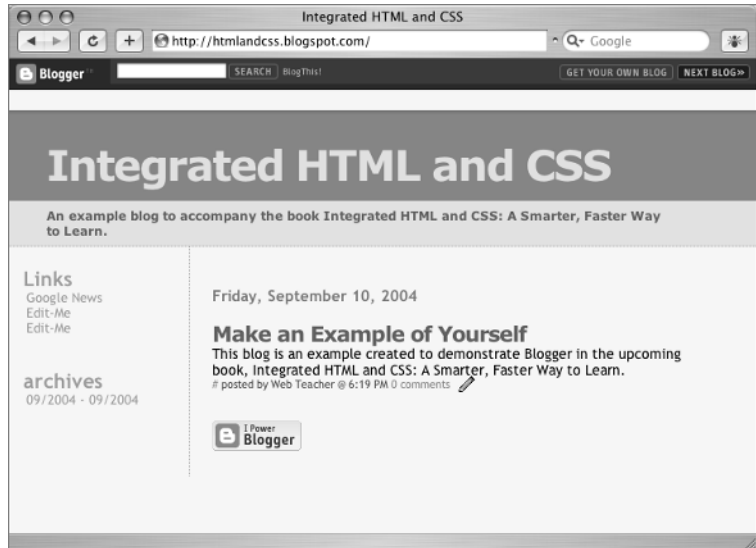 Integrated HTML and CSS
http://htmlandcss.blogspot.com/
Google
Blogger
SEARCH BlogThis!
GET YOUR OWN BLOG NEXT BLOG»
Integrated HTML and CSS
An example blog to accompany the book Integrated HTML and CSS: A Smarter, Faster Way
to Learn.
Links
Google News
Edit-Me
Edit-Me
archives
09/2004 - 09/2004
Friday, September 10, 2004
Make an Example of Yourself
This blog is an example created to demonstrate Blogger in the upcoming
book, Integrated HTML and CSS: A Smarter, Faster Way to Learn.
# posted by Web Teacher @ 6:19 PM 0 comments
I Power
Blogger